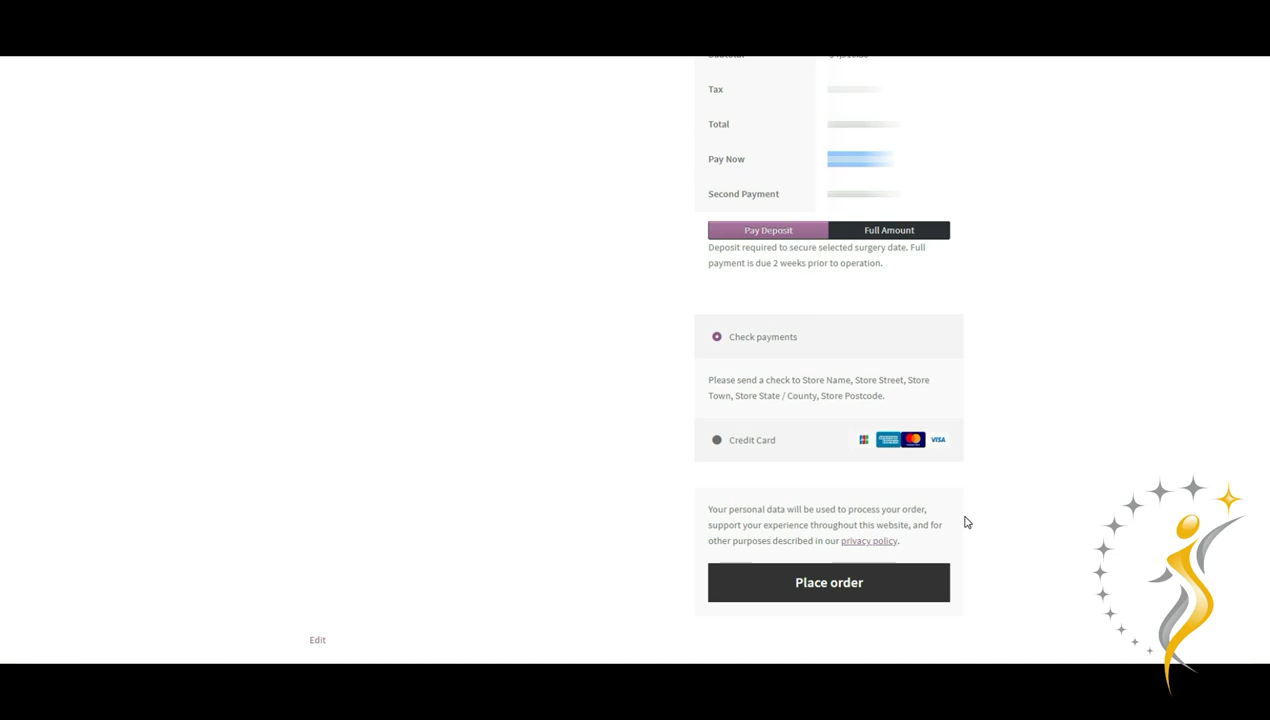 Tax
Total
Pay Now
Second Payment
Pay Deposit Full Amount
Deposit required to secure selected surgery date. Full
payment is due 2 weeks prior to operation.
Check payments
Please send a check to Store Name, Store Street, Store
Town, Store State / County, Store Postcode.
Credit Card VISA
Your personal data will be used to process your order,
support your experience throughout this website, and for
other purposes described in our privacy policy.
Place order
Edit